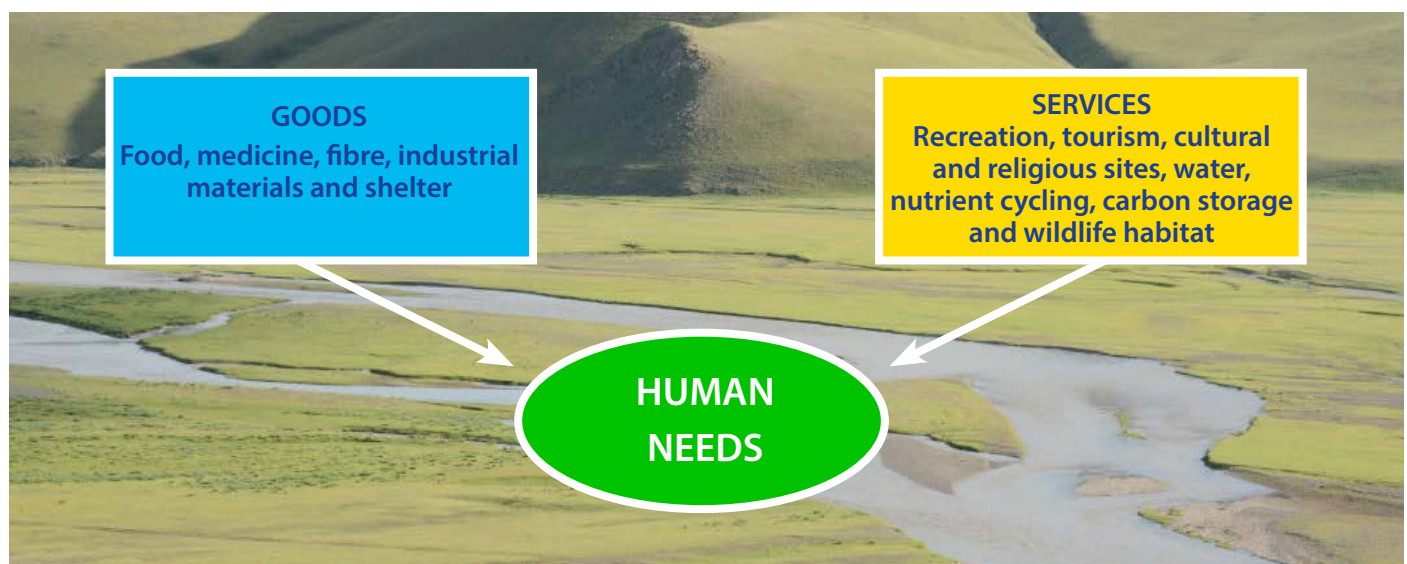 GOODS
Food, medicine, fibre, industrial
materials and shelter
SERVICES
Recreation, tourism, cultural
and religious sites, water,
nutrient cycling, carbon storage
and wildlife habitat
HUMAN
NEEDS